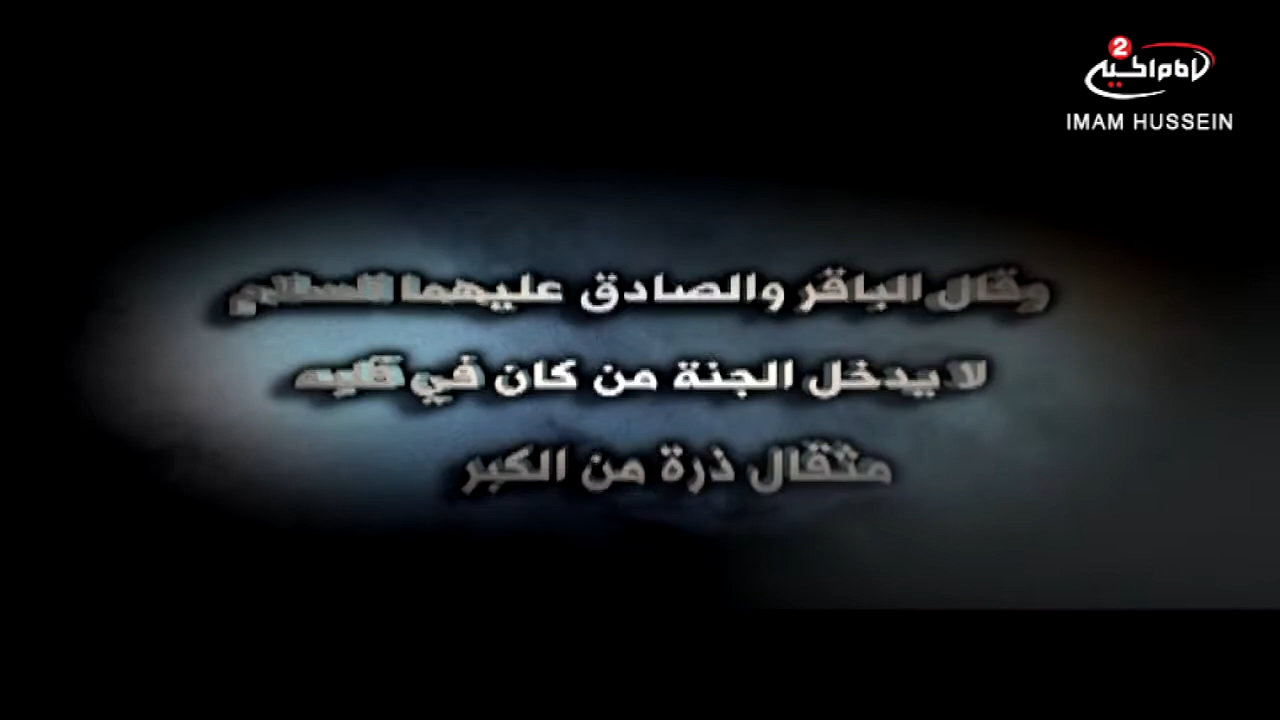 2
الإمام الحسين
IMAM HUSSEIN
وقال الباقر والصادق عليهما السلام
لا يدخل الجنة من كان في قلبه
مثقال ذرة من الكبر